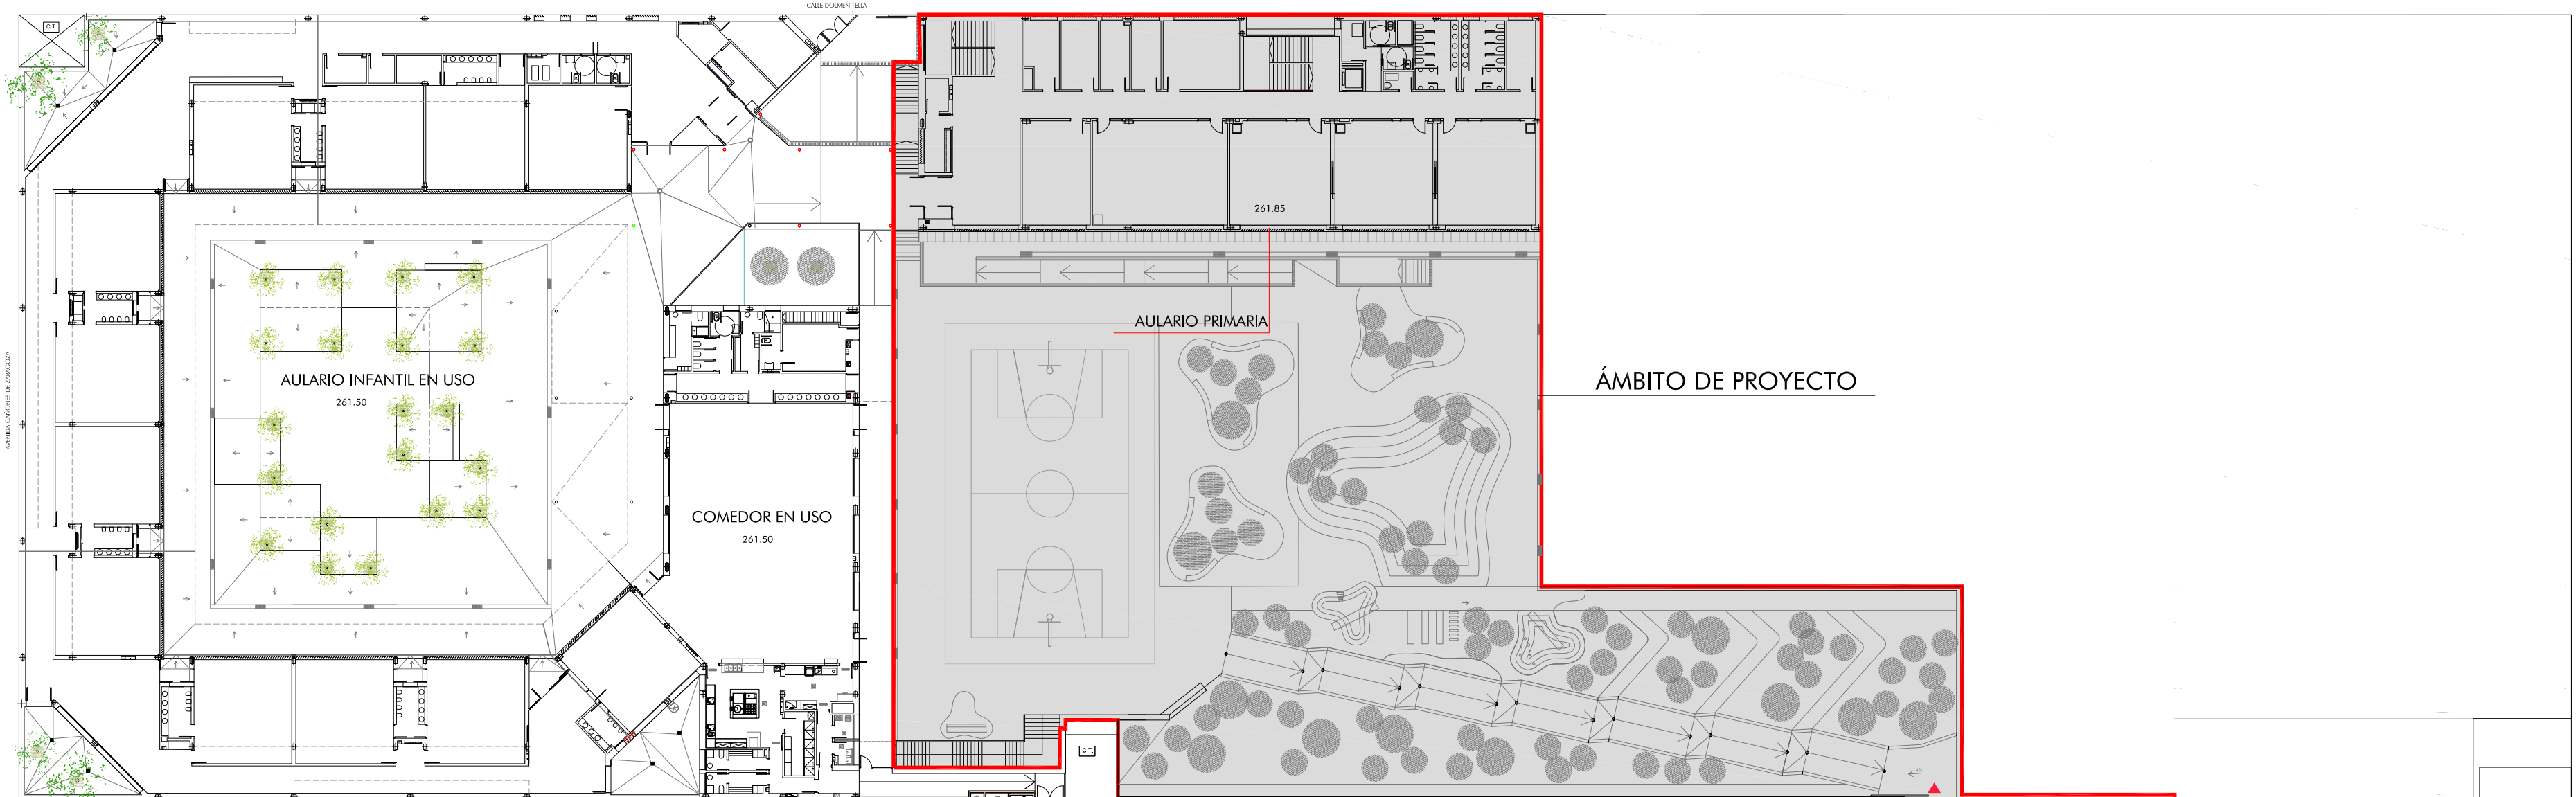 CALLE DOLMEN TELLA
C.T.
261.85
AULARIO PRIMARIA
AVENIDA CAÑONES DE ZARAGOZA
AULARIO INFANTIL EN USO
261.50
ÁMBITO DE PROYECTO
COMEDOR EN USO
261.50
C.T.